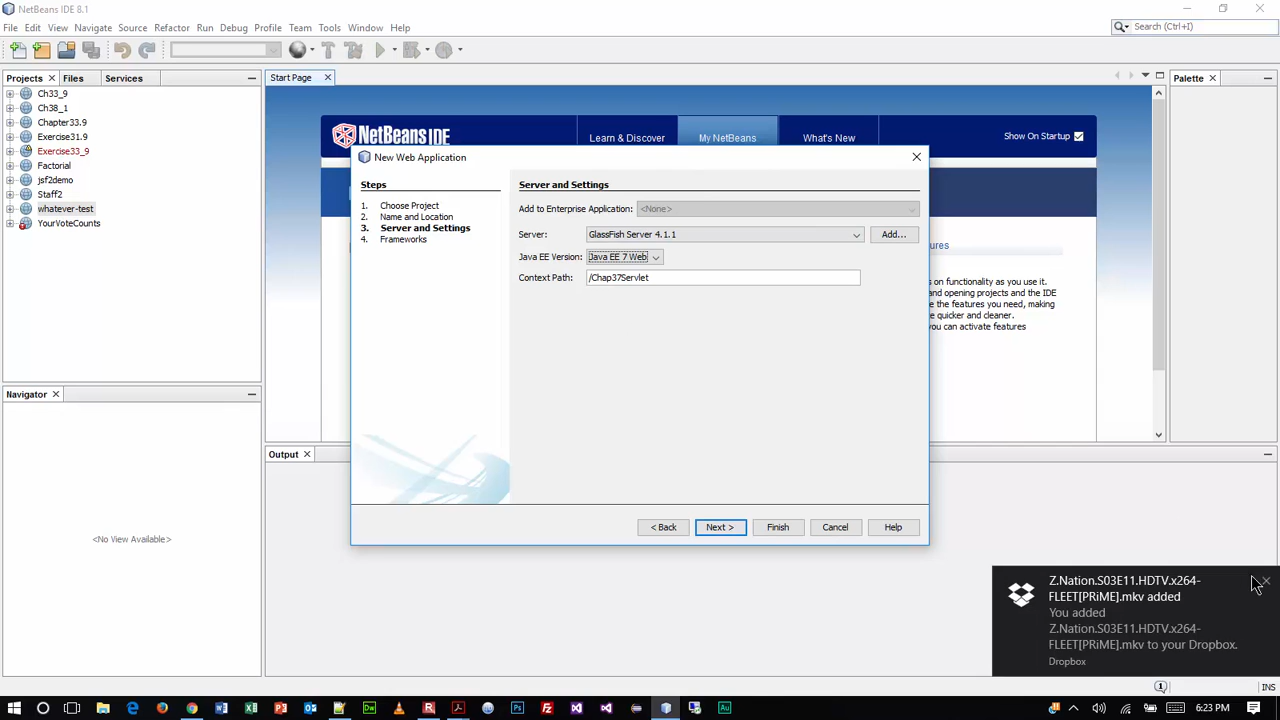 NetBeans IDE 8.1
File Edit View Navigate Source Refactor Run Debug Profile Team Tools Window Help
Search (Ctrl+I)
Projects Files Services
Start Page
Palette
Ch33_9
Ch38_1
Chapter33.9
Exercise31.9
Exercise33_9
Factorial
jsf2demo
Staff2
whatever-test
YourVoteCounts
NetBeans IDE
Learn & Discover My NetBeans What's New
Show On Startup
New Web Application
Steps
1. Choose Project
2. Name and Location
3. Server and Settings
4. Frameworks
Server and Settings
Add to Enterprise Application: <None>
Server: GlassFish Server 4.1.1 Add...
Java EE Version: Java EE 7 Web
Context Path: /Chap37Servlet
< Back Next > Finish Cancel Help
ures
s on functionality as you use it.
and opening projects and the IDE
e the features you need, making
e quicker and cleaner.
ou can activate features
Navigator
<No View Available>
Output
Z.Nation.S03E11.HDTV.x264-
FLEET[PRiME].mkv added
You added
Z.Nation.S03E11.HDTV.x264-
FLEET[PRiME].mkv to your Dropbox.
Dropbox
1 INS
6:23 PM